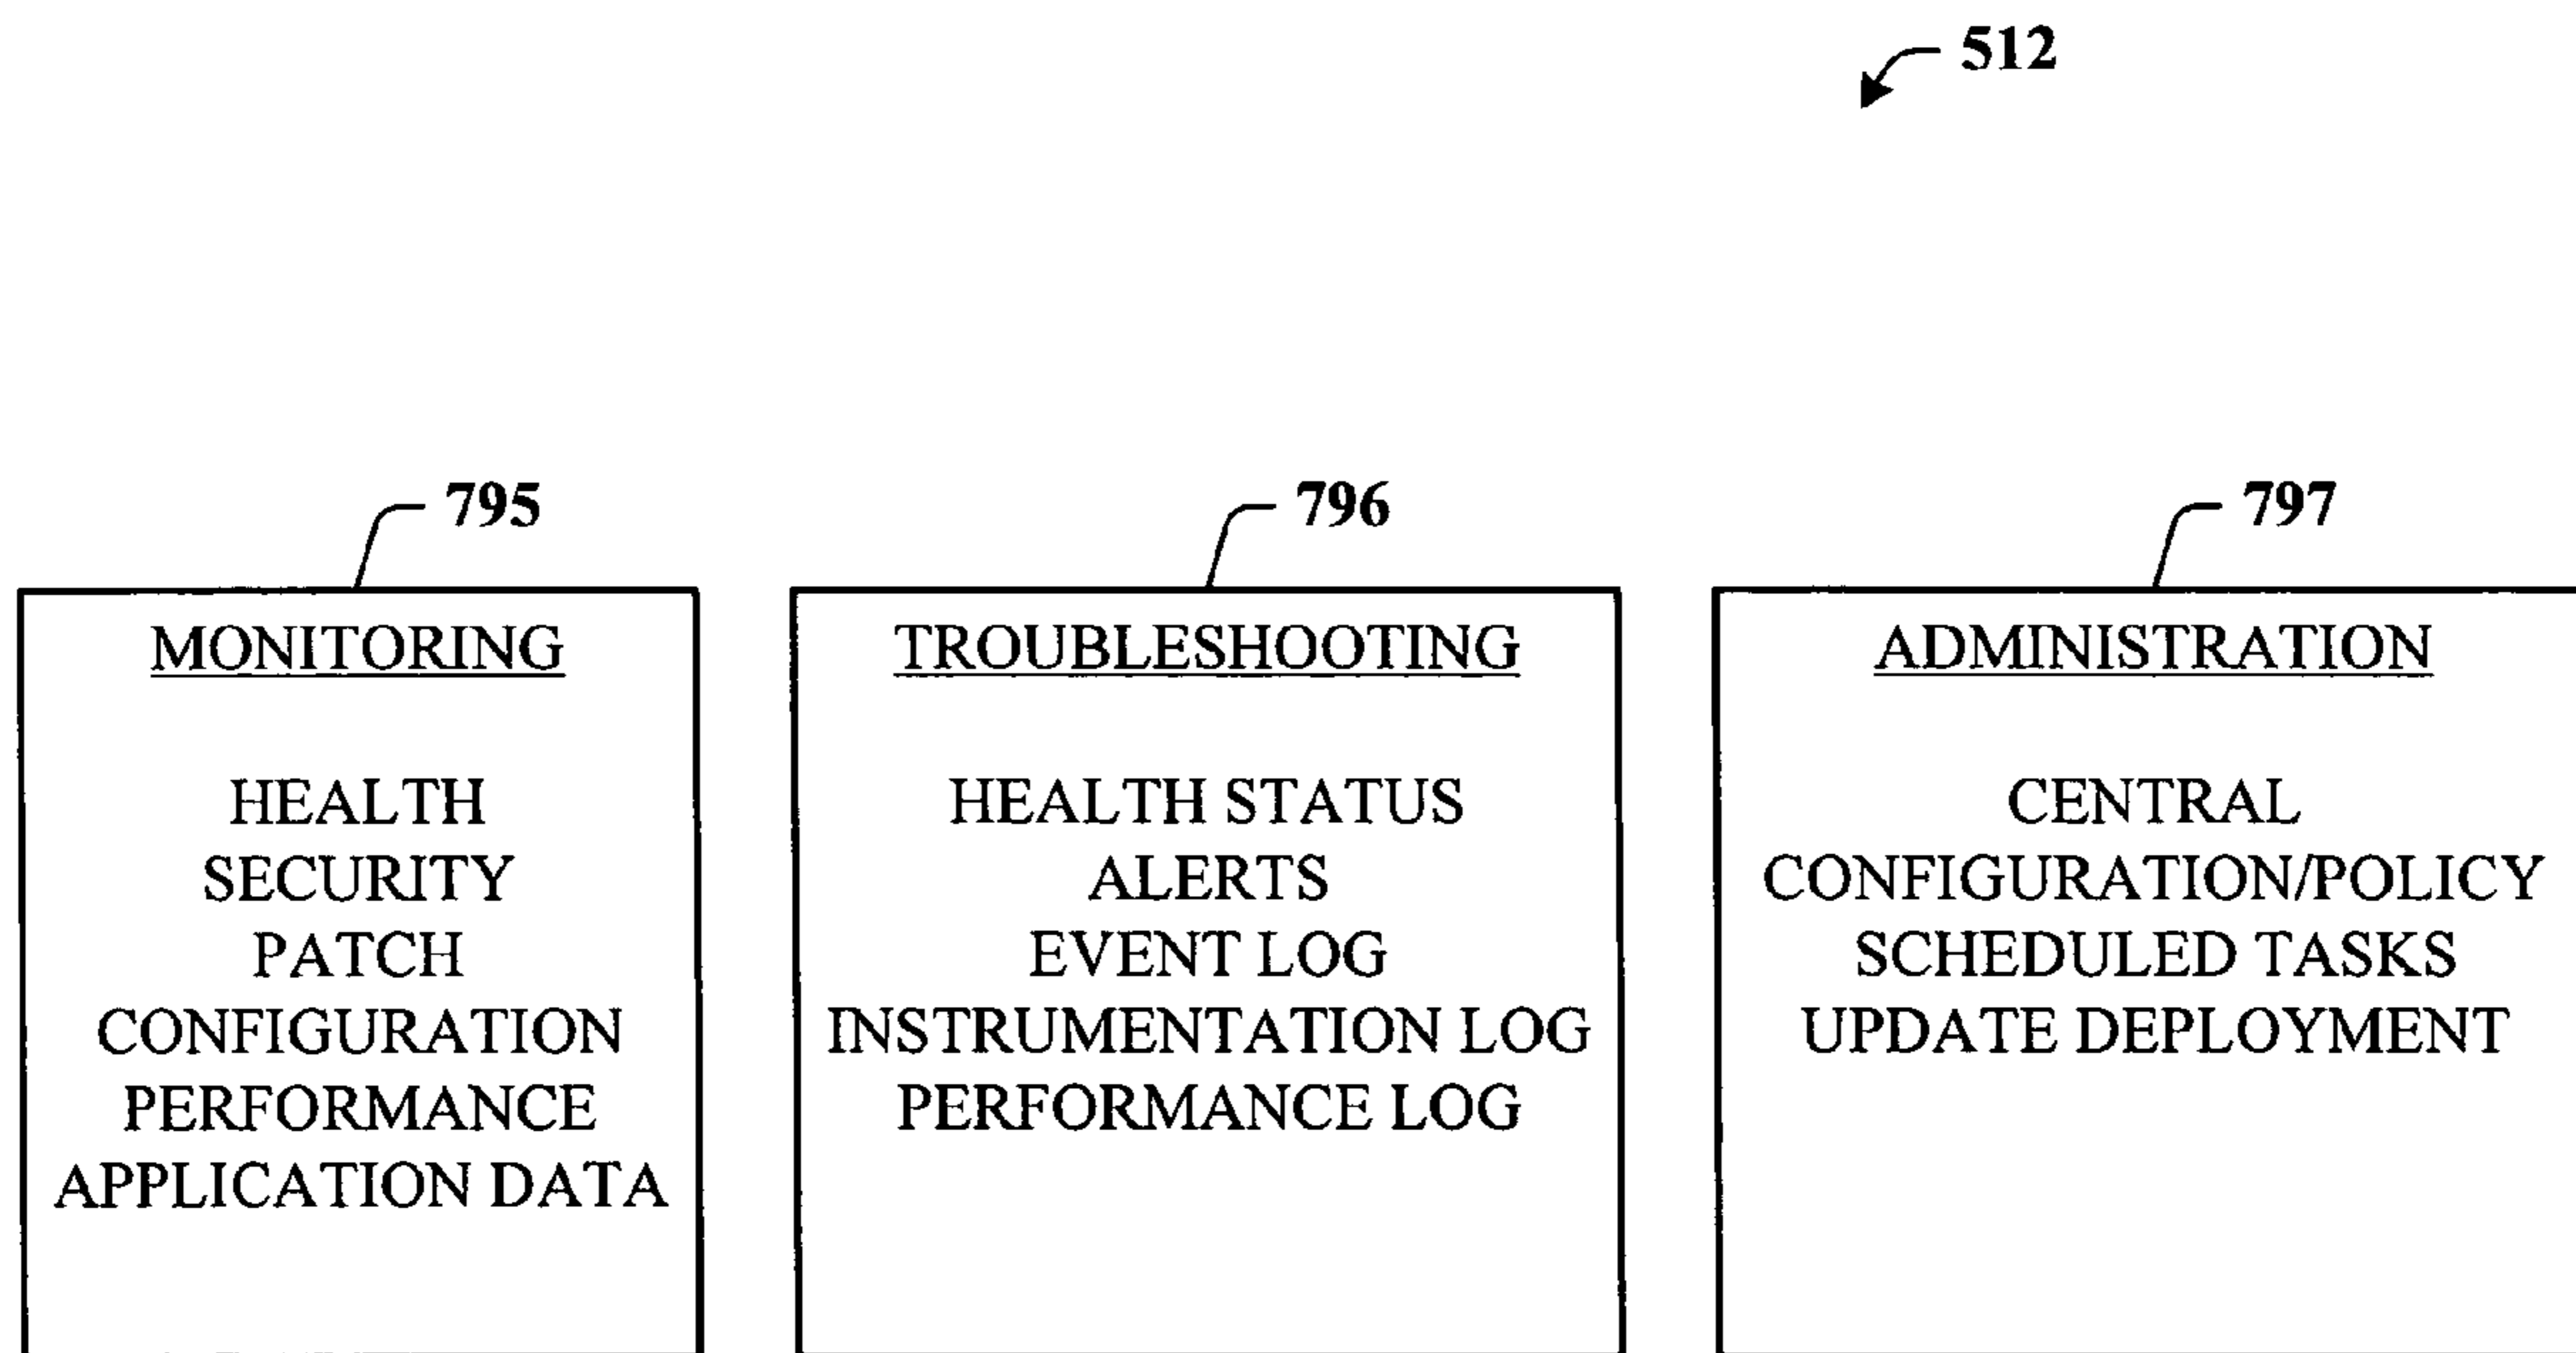 512
795
MONITORING
HEALTH
SECURITY
PATCH
CONFIGURATION
PERFORMANCE
APPLICATION DATA
796
TROUBLESHOOTING
HEALTH STATUS
ALERTS
EVENT LOG
INSTRUMENTATION LOG
PERFORMANCE LOG
797
ADMINISTRATION
CENTRAL
CONFIGURATION/POLICY
SCHEDULED TASKS
UPDATE DEPLOYMENT